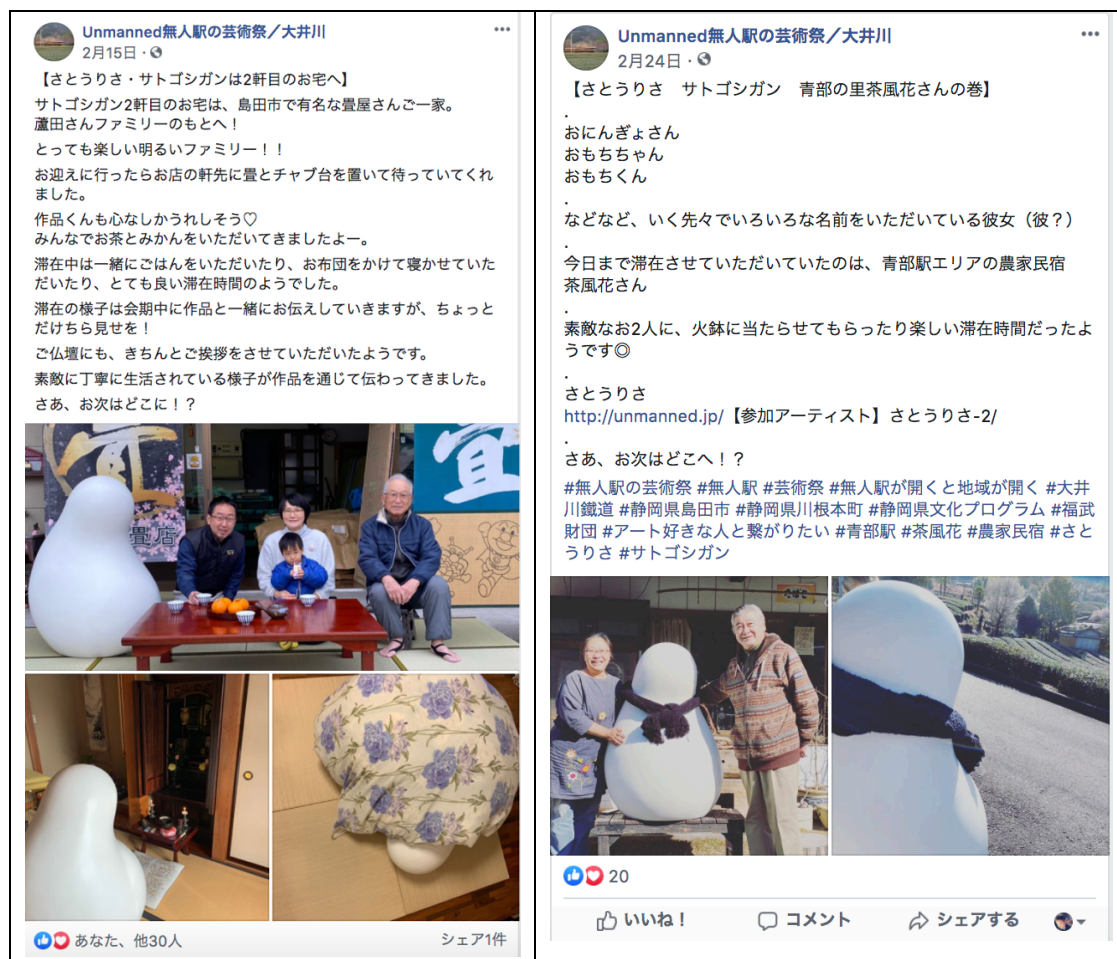 Unmanned無人駅の芸術祭／大井川
2月15日・
【さとうりさ・サトゴシガンは2軒目のお宅へ】
サトゴシガン2軒目のお宅は、島田市で有名な畳屋さんご一家。
蘆田さんファミリーのもとへ！
とっても楽しい明るいファミリー！！
お迎えに行ったらお店の軒先に畳とチャブ台を置いて待っていてくれ
ました。
作品くんも心なしかうれしそう♡
みんなでお茶とみかんをいただいてきましたよー。
滞在中は一緒にごはんをいただいたり、お布団をかけて寝かせていた
だいたり、とても良い滞在時間のようでした。
滞在の様子は会期中に作品と一緒にお伝えしていきますが、ちょっと
だけちら見せを！
ご仏壇にも、きちんとご挨拶をさせていただいたようです。
素敵に丁寧に生活されている様子が作品を通じて伝わってきました。
さあ、お次はどこに！？
畳店
畳
あなた、他30人
シェア1件
Unmanned無人駅の芸術祭／大井川
2月24日・
【さとうりさ　サトゴシガン　青部の里茶風花さんの巻】
.
おにんぎょさん
おもちちゃん
おもちくん
.
などなど、いく先々でいろいろな名前をいただいている彼女（彼？）
.
今日まで滞在させていただいていたのは、青部駅エリアの農家民宿
茶風花さん
.
素敵なお2人に、火鉢に当たらせてもらったり楽しい滞在時間だったよ
うです◎
.
さとうりさ
http://unmanned.jp/【参加アーティスト】さとうりさ-2/
.
さあ、お次はどこへ！？
#無人駅の芸術祭 #無人駅 #芸術祭 #無人駅が開くと地域が開く #大井
川鐵道 #静岡県島田市 #静岡県川根本町 #静岡県文化プログラム #福武
財団 #アート好きな人と繋がりたい #青部駅 #茶風花 #農家民宿 #さと
うりさ #サトゴシガン
たばこ
20
いいね！
コメント
シェアする